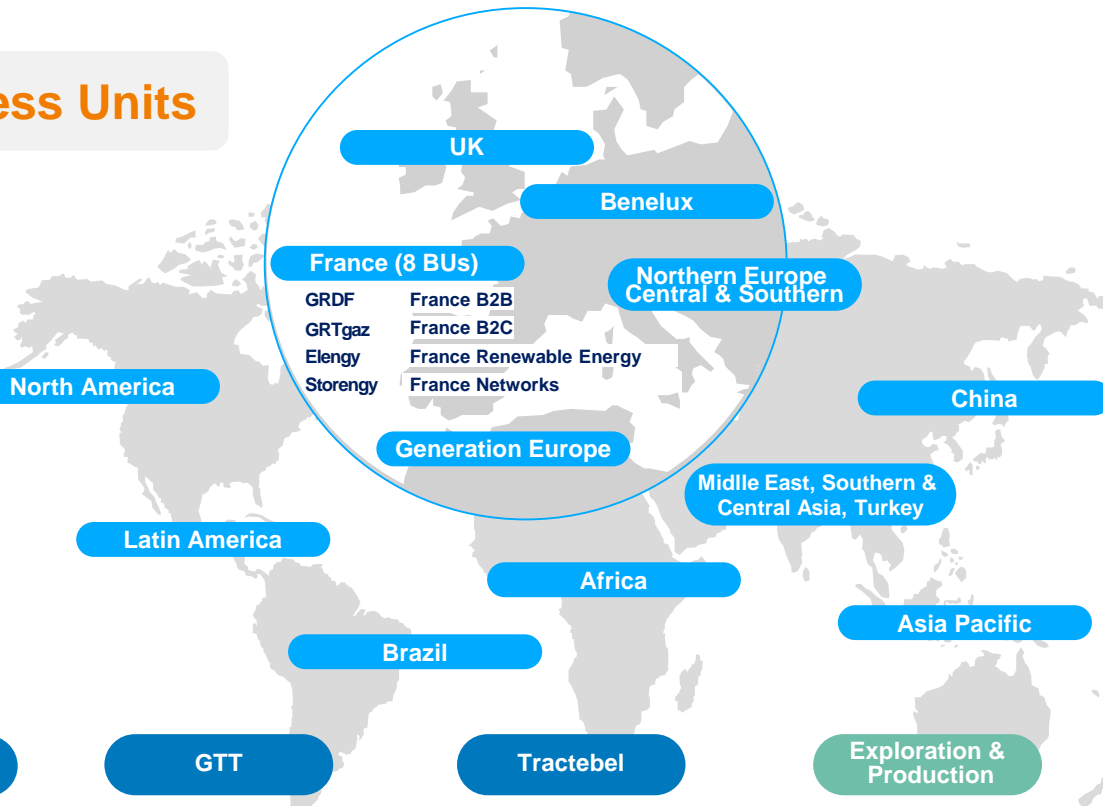 ess Units
UK
Benelux
France (8 BUs)
Northern Europe
Central & Southern
GRDF France B2B
GRTgaz France B2C
Elengy France Renewable Energy
Storengy France Networks
North America
China
Generation Europe
Midlle East, Southern &
Central Asia, Turkey
Latin America
Africa
Asia Pacific
Brazil
GTT
Tractebel
Exploration &
Production